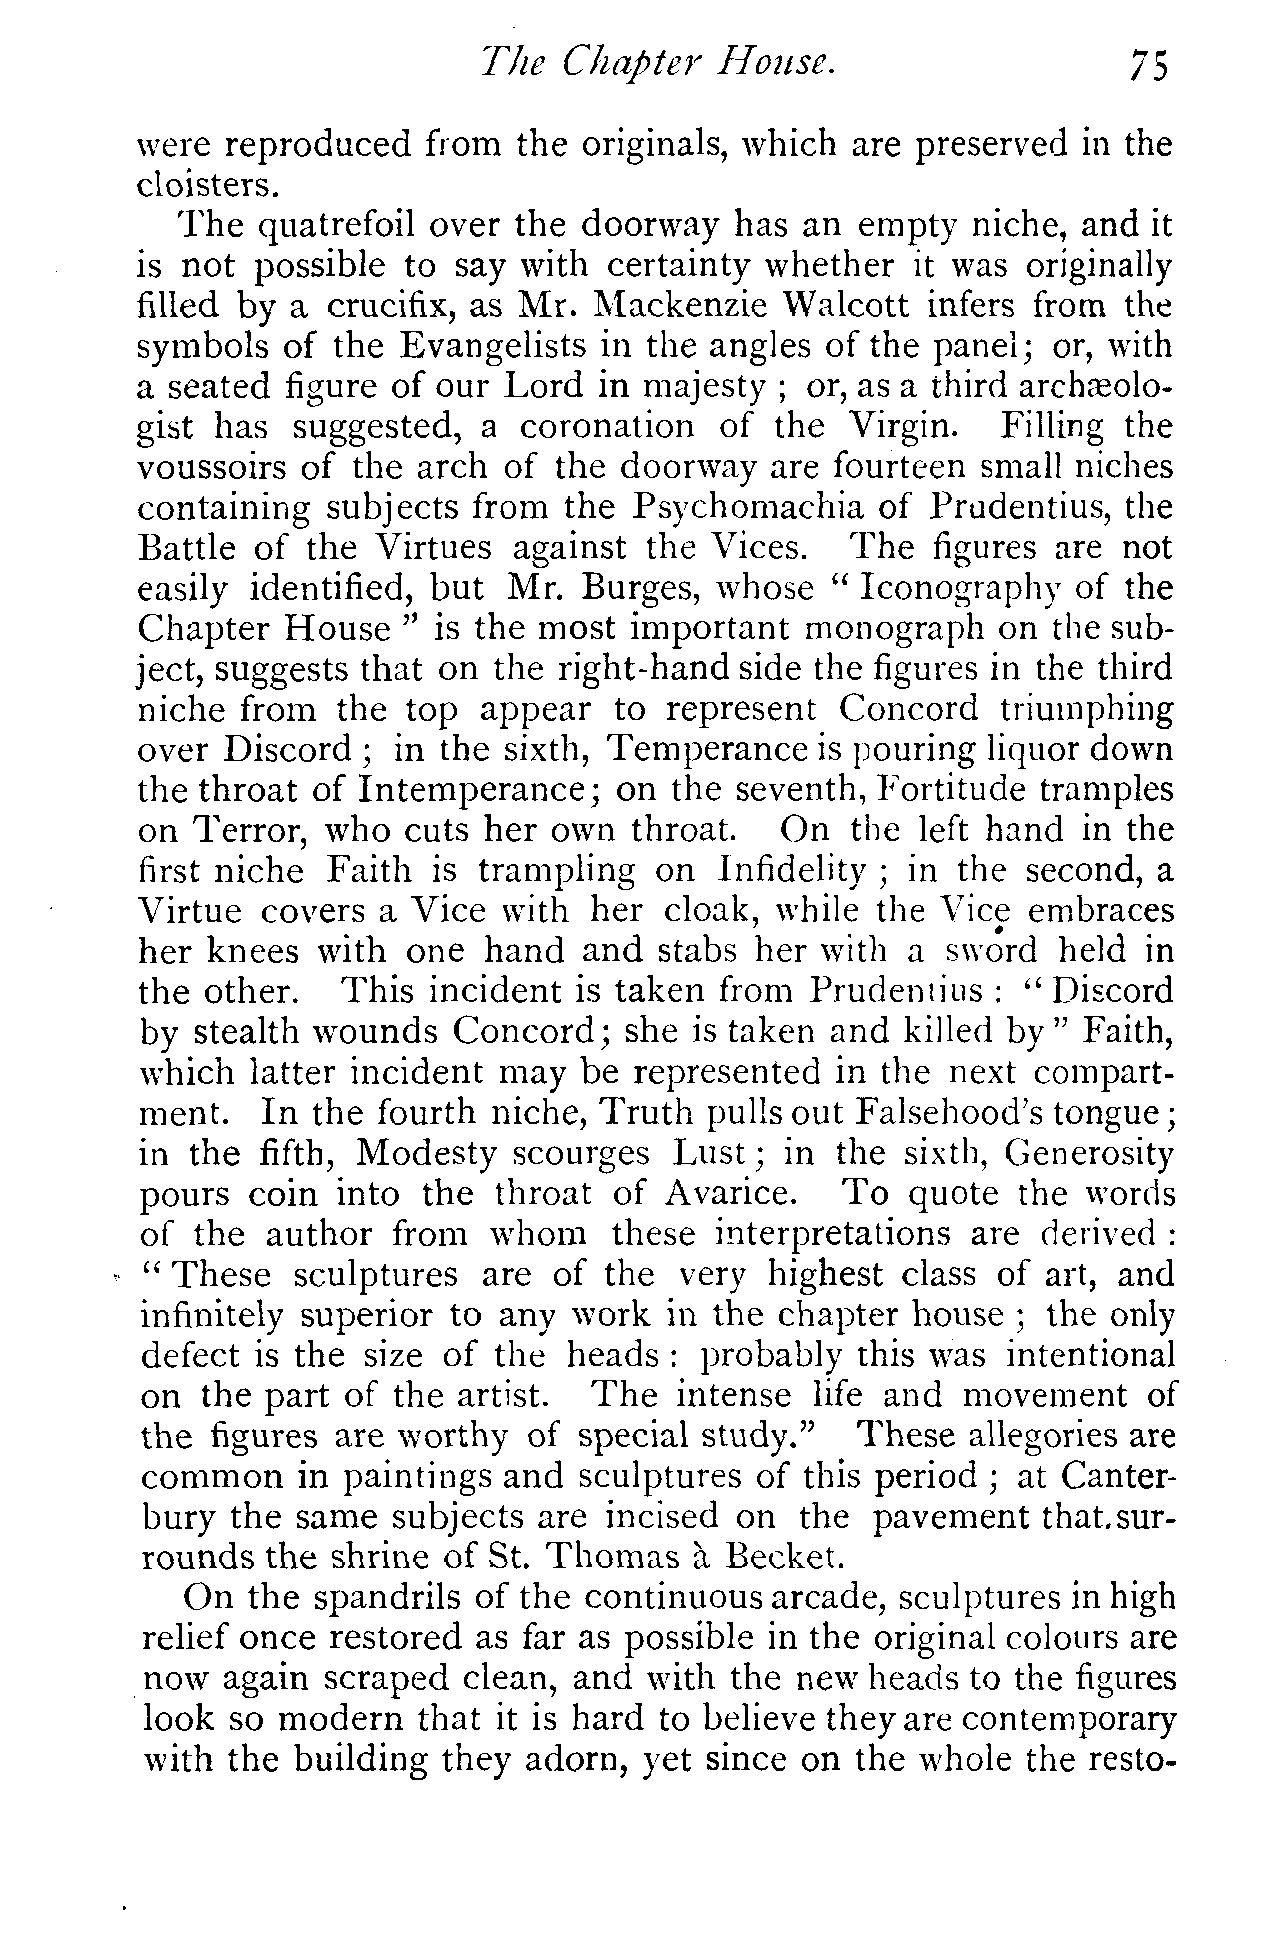 The Chapter House. 75
were reproduced from the originals, which are preserved in the
cloisters.
The quatrefoil over the doorway has an empty niche, and it
is not possible to say with certainty whether it was originally
filled by a crucifix, as Mr. Mackenzie Walcott infers from the
symbols of the Evangelists in the angles of the panel; or, with
a seated figure of our Lord in majesty ; or, as a third archæolo-
gist has suggested, a coronation of the Virgin. Filling the
voussoirs of the arch of the doorway are fourteen small niches
containing subjects from the Psychomachia of Prudentius, the
Battle of the Virtues against the Vices. The figures are not
easily identified, but Mr. Burges, whose “ Iconography of the
Chapter House ” is the most important monograph on the sub-
ject, suggests that on the right-hand side the figures in the third
niche from the top appear to represent Concord triumphing
over Discord ; in the sixth, Temperance is pouring liquor down
the throat of Intemperance; on the seventh, Fortitude tramples
on Terror, who cuts her own throat. On the left hand in the
first niche Faith is trampling on Infidelity ; in the second, a
Virtue covers a Vice with her cloak, while the Vice embraces
her knees with one hand and stabs her with a sword held in
the other. This incident is taken from Prudentius : “ Discord
by stealth wounds Concord; she is taken and killed by ” Faith,
which latter incident may be represented in the next compart-
ment. In the fourth niche, Truth pulls out Falsehood’s tongue ;
in the fifth, Modesty scourges Lust ; in the sixth, Generosity
pours coin into the throat of Avarice. To quote the words
of the author from whom these interpretations are derived :
“ These sculptures are of the very highest class of art, and
infinitely superior to any work in the chapter house ; the only
defect is the size of the heads : probably this was intentional
on the part of the artist. The intense life and movement of
the figures are worthy of special study.” These allegories are
common in paintings and sculptures of this period ; at Canter-
bury the same subjects are incised on the pavement that sur-
rounds the shrine of St. Thomas à Becket.
On the spandrils of the continuous arcade, sculptures in high
relief once restored as far as possible in the original colours are
now again scraped clean, and with the new heads to the figures
look so modern that it is hard to believe they are contemporary
with the building they adorn, yet since on the whole the resto-